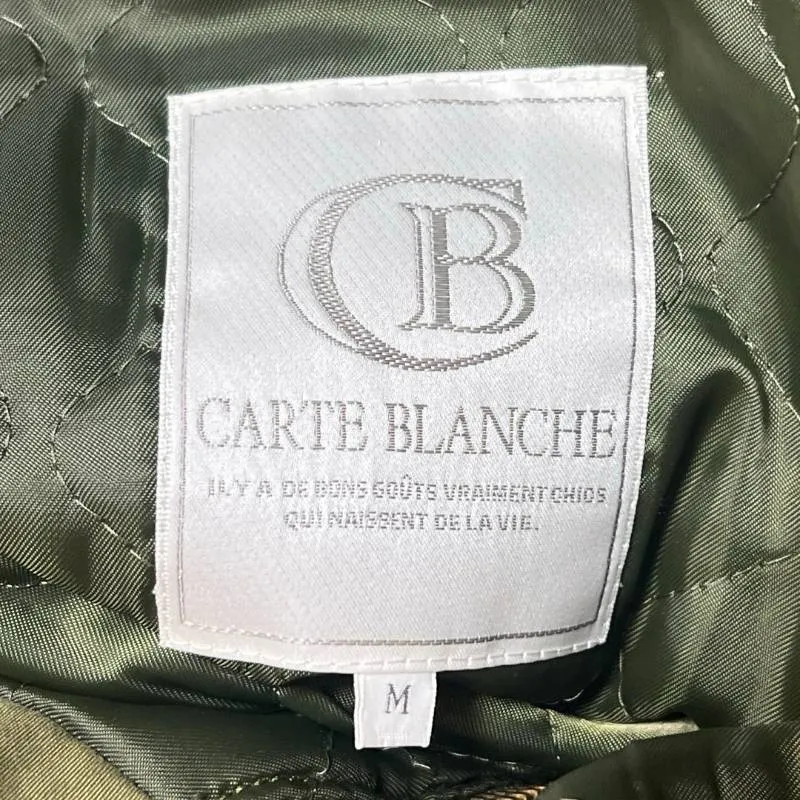 CB
CARTE BLANCHE
IL Y A DE BONS GOÛTS VRAIMENT CHICS
QUI NAISSENT DE LA VIE.
M